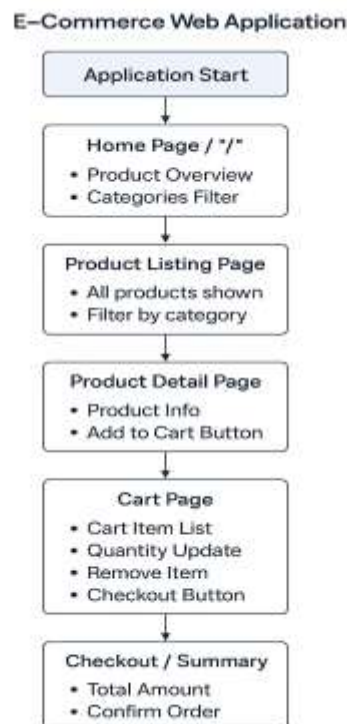 E–Commerce Web Application
Application Start
Home Page / "/"
• Product Overview
• Categories Filter
Product Listing Page
• All products shown
• Filter by category
Product Detail Page
• Product Info
• Add to Cart Button
Cart Page
• Cart Item List
• Quantity Update
• Remove Item
• Checkout Button
Checkout / Summary
• Total Amount
• Confirm Order